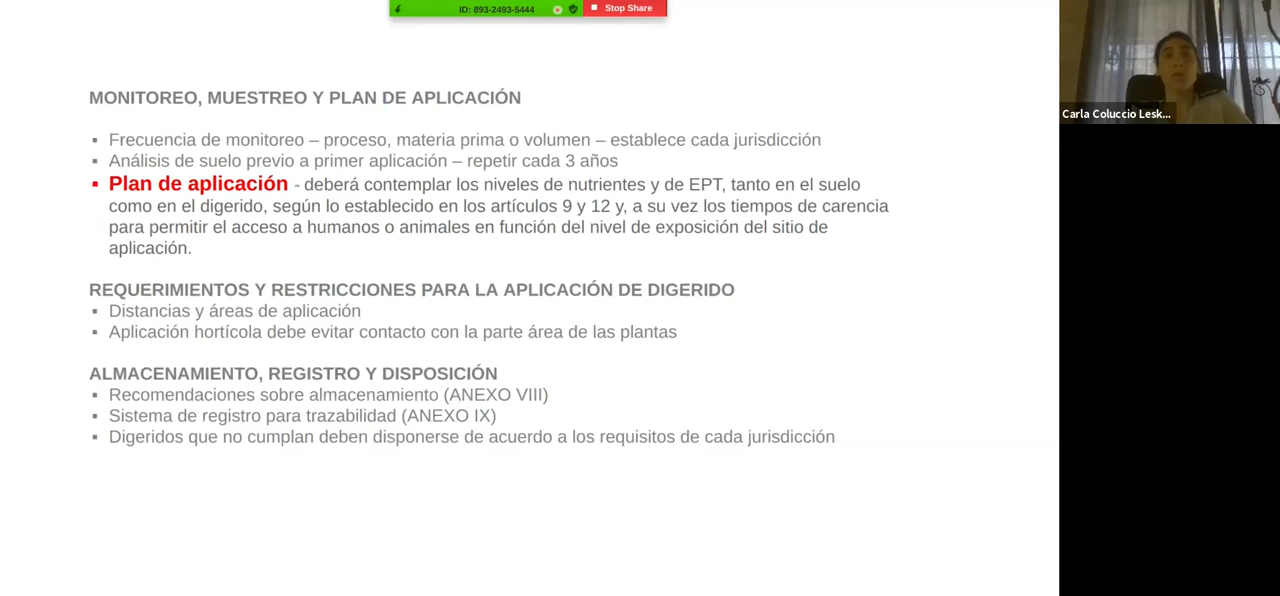 ID: 893-2493-5444
Stop Share
MONITOREO, MUESTREO Y PLAN DE APLICACIÓN
▪ Frecuencia de monitoreo – proceso, materia prima o volumen – establece cada jurisdicción
▪ Análisis de suelo previo a primer aplicación – repetir cada 3 años
▪ Plan de aplicación - deberá contemplar los niveles de nutrientes y de EPT, tanto en el suelo
como en el digerido, según lo establecido en los artículos 9 y 12 y, a su vez los tiempos de carencia
para permitir el acceso a humanos o animales en función del nivel de exposición del sitio de
aplicación.
REQUERIMIENTOS Y RESTRICCIONES PARA LA APLICACIÓN DE DIGERIDO
▪ Distancias y áreas de aplicación
▪ Aplicación hortícola debe evitar contacto con la parte área de las plantas
ALMACENAMIENTO, REGISTRO Y DISPOSICIÓN
▪ Recomendaciones sobre almacenamiento (ANEXO VIII)
▪ Sistema de registro para trazabilidad (ANEXO IX)
▪ Digeridos que no cumplan deben disponerse de acuerdo a los requisitos de cada jurisdicción
Carla Coluccio Lesk...